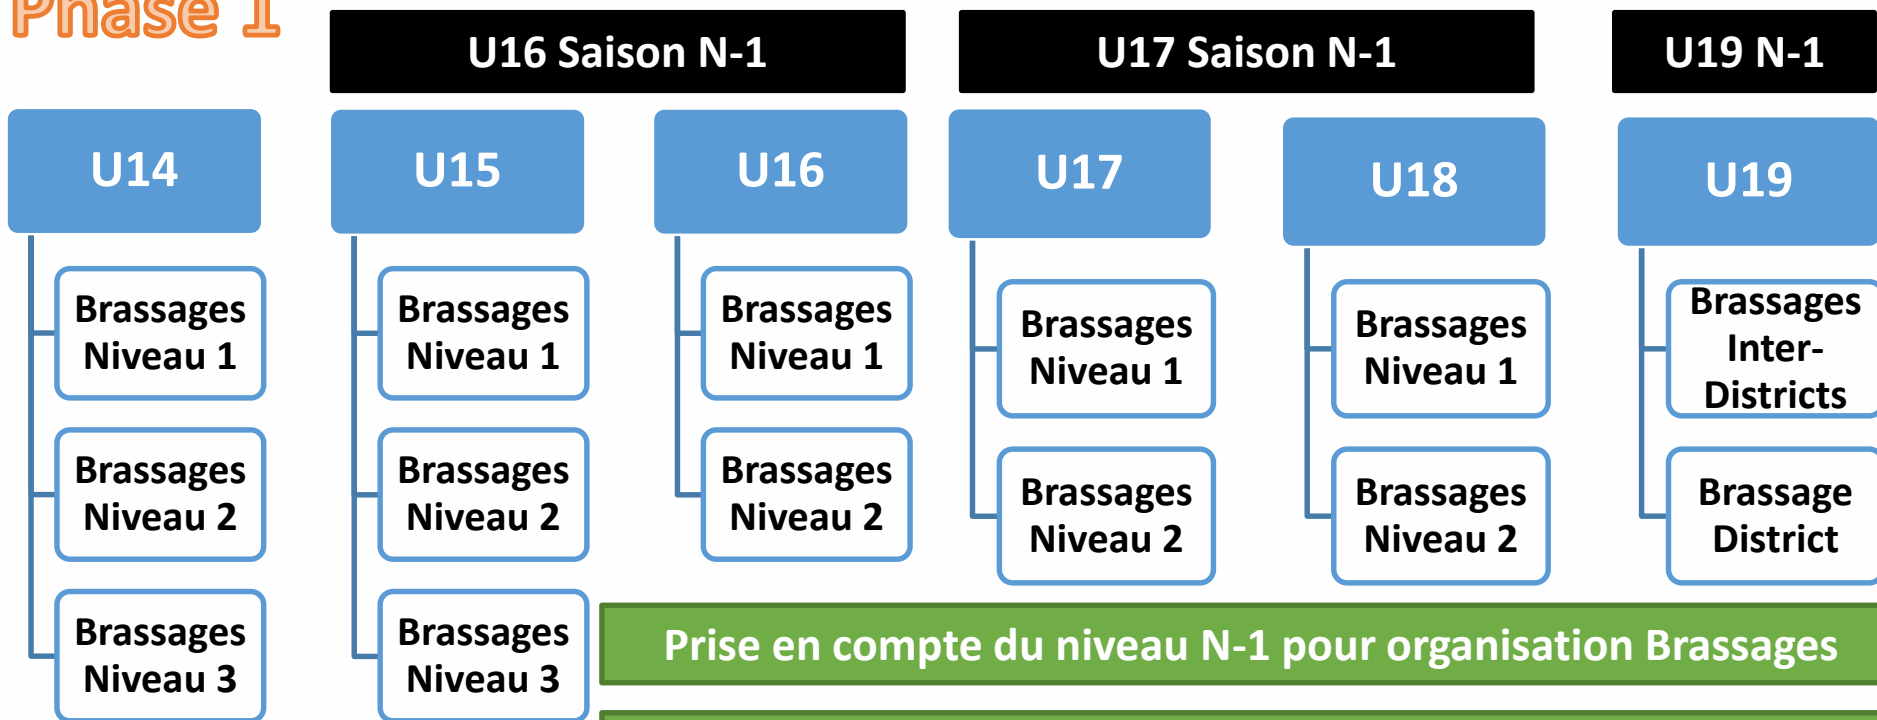 Phase 1
U16 Saison N-1
U17 Saison N-1
U19 N-1
U14
Brassages
Niveau 1
Brassages
Niveau 2
Brassages
Niveau 3
U15
Brassages
Niveau 1
Brassages
Niveau 2
Brassages
Niveau 3
U16
Brassages
Niveau 1
Brassages
Niveau 2
U17
Brassages
Niveau 1
Brassages
Niveau 2
U18
Brassages
Niveau 1
Brassages
Niveau 2
U19
Brassages
Inter-
Districts
Brassage
District
Prise en compte du niveau N-1 pour organisation Brassages